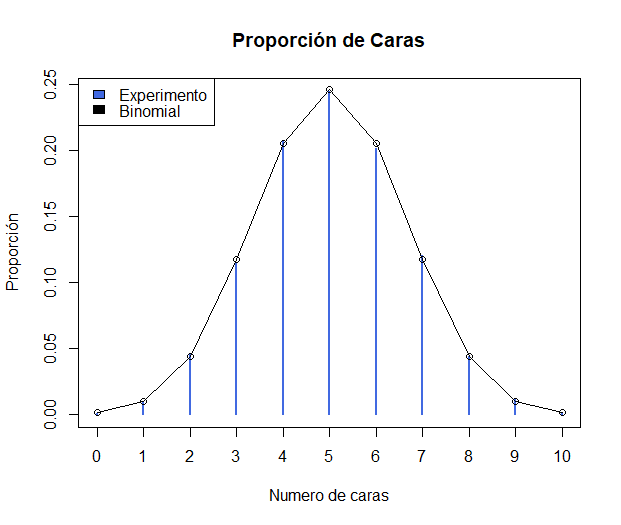 Proporción de Caras
Experimento
Binomial
0.25
0.20
0.15
0.10
0.05
0.00
Proporción
0 1 2 3 4 5 6 7 8 9 10
Numero de caras